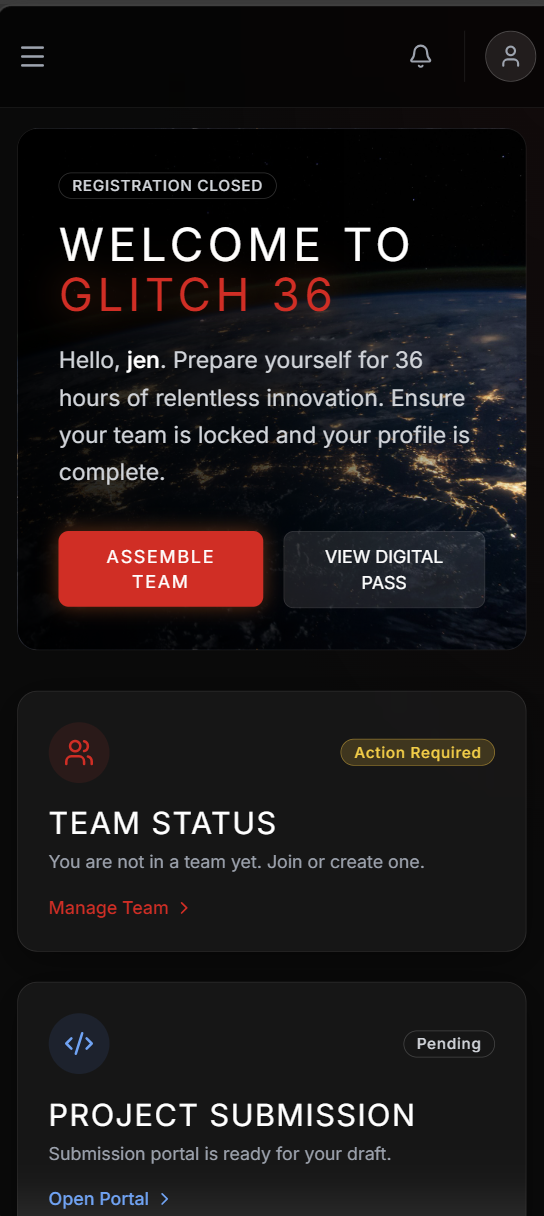 REGISTRATION CLOSED
WELCOME TO
GLITCH 36
Hello, jen. Prepare yourself for 36
hours of relentless innovation. Ensure
your team is locked and your profile is
complete.
ASSEMBLE
TEAM
VIEW DIGITAL
PASS
Action Required
TEAM STATUS
You are not in a team yet. Join or create one.
Manage Team
Pending
PROJECT SUBMISSION
Submission portal is ready for your draft.
Open Portal